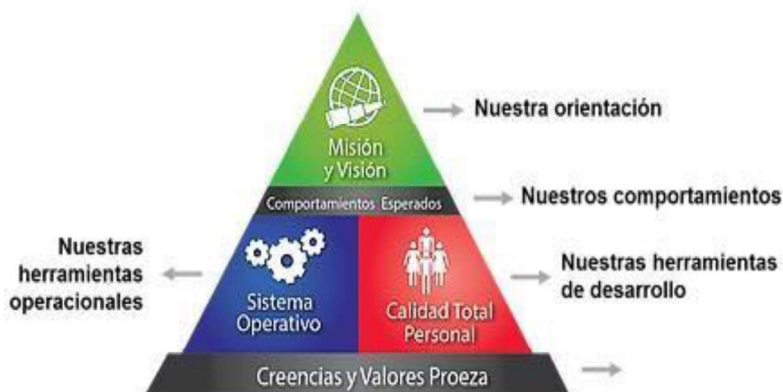 Misión
y Visión
Nuestra orientación
Comportamientos Esperados
Nuestros comportamientos
Nuestras
herramientas
operacionales
Sistema
Operativo
Calidad Total
Personal
Nuestras herramientas
de desarrollo
Creencias y Valores Proeza